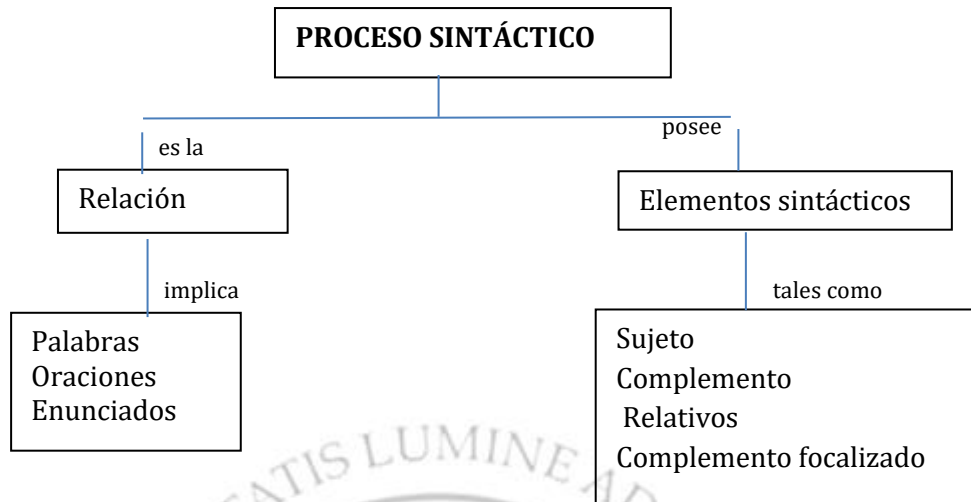 PROCESO SINTÁCTICO
es la
posee
Relación
Elementos sintácticos
implica
tales como
Palabras
Oraciones
Enunciados
Sujeto
Complemento
Relativos
Complemento focalizado
LUMINE